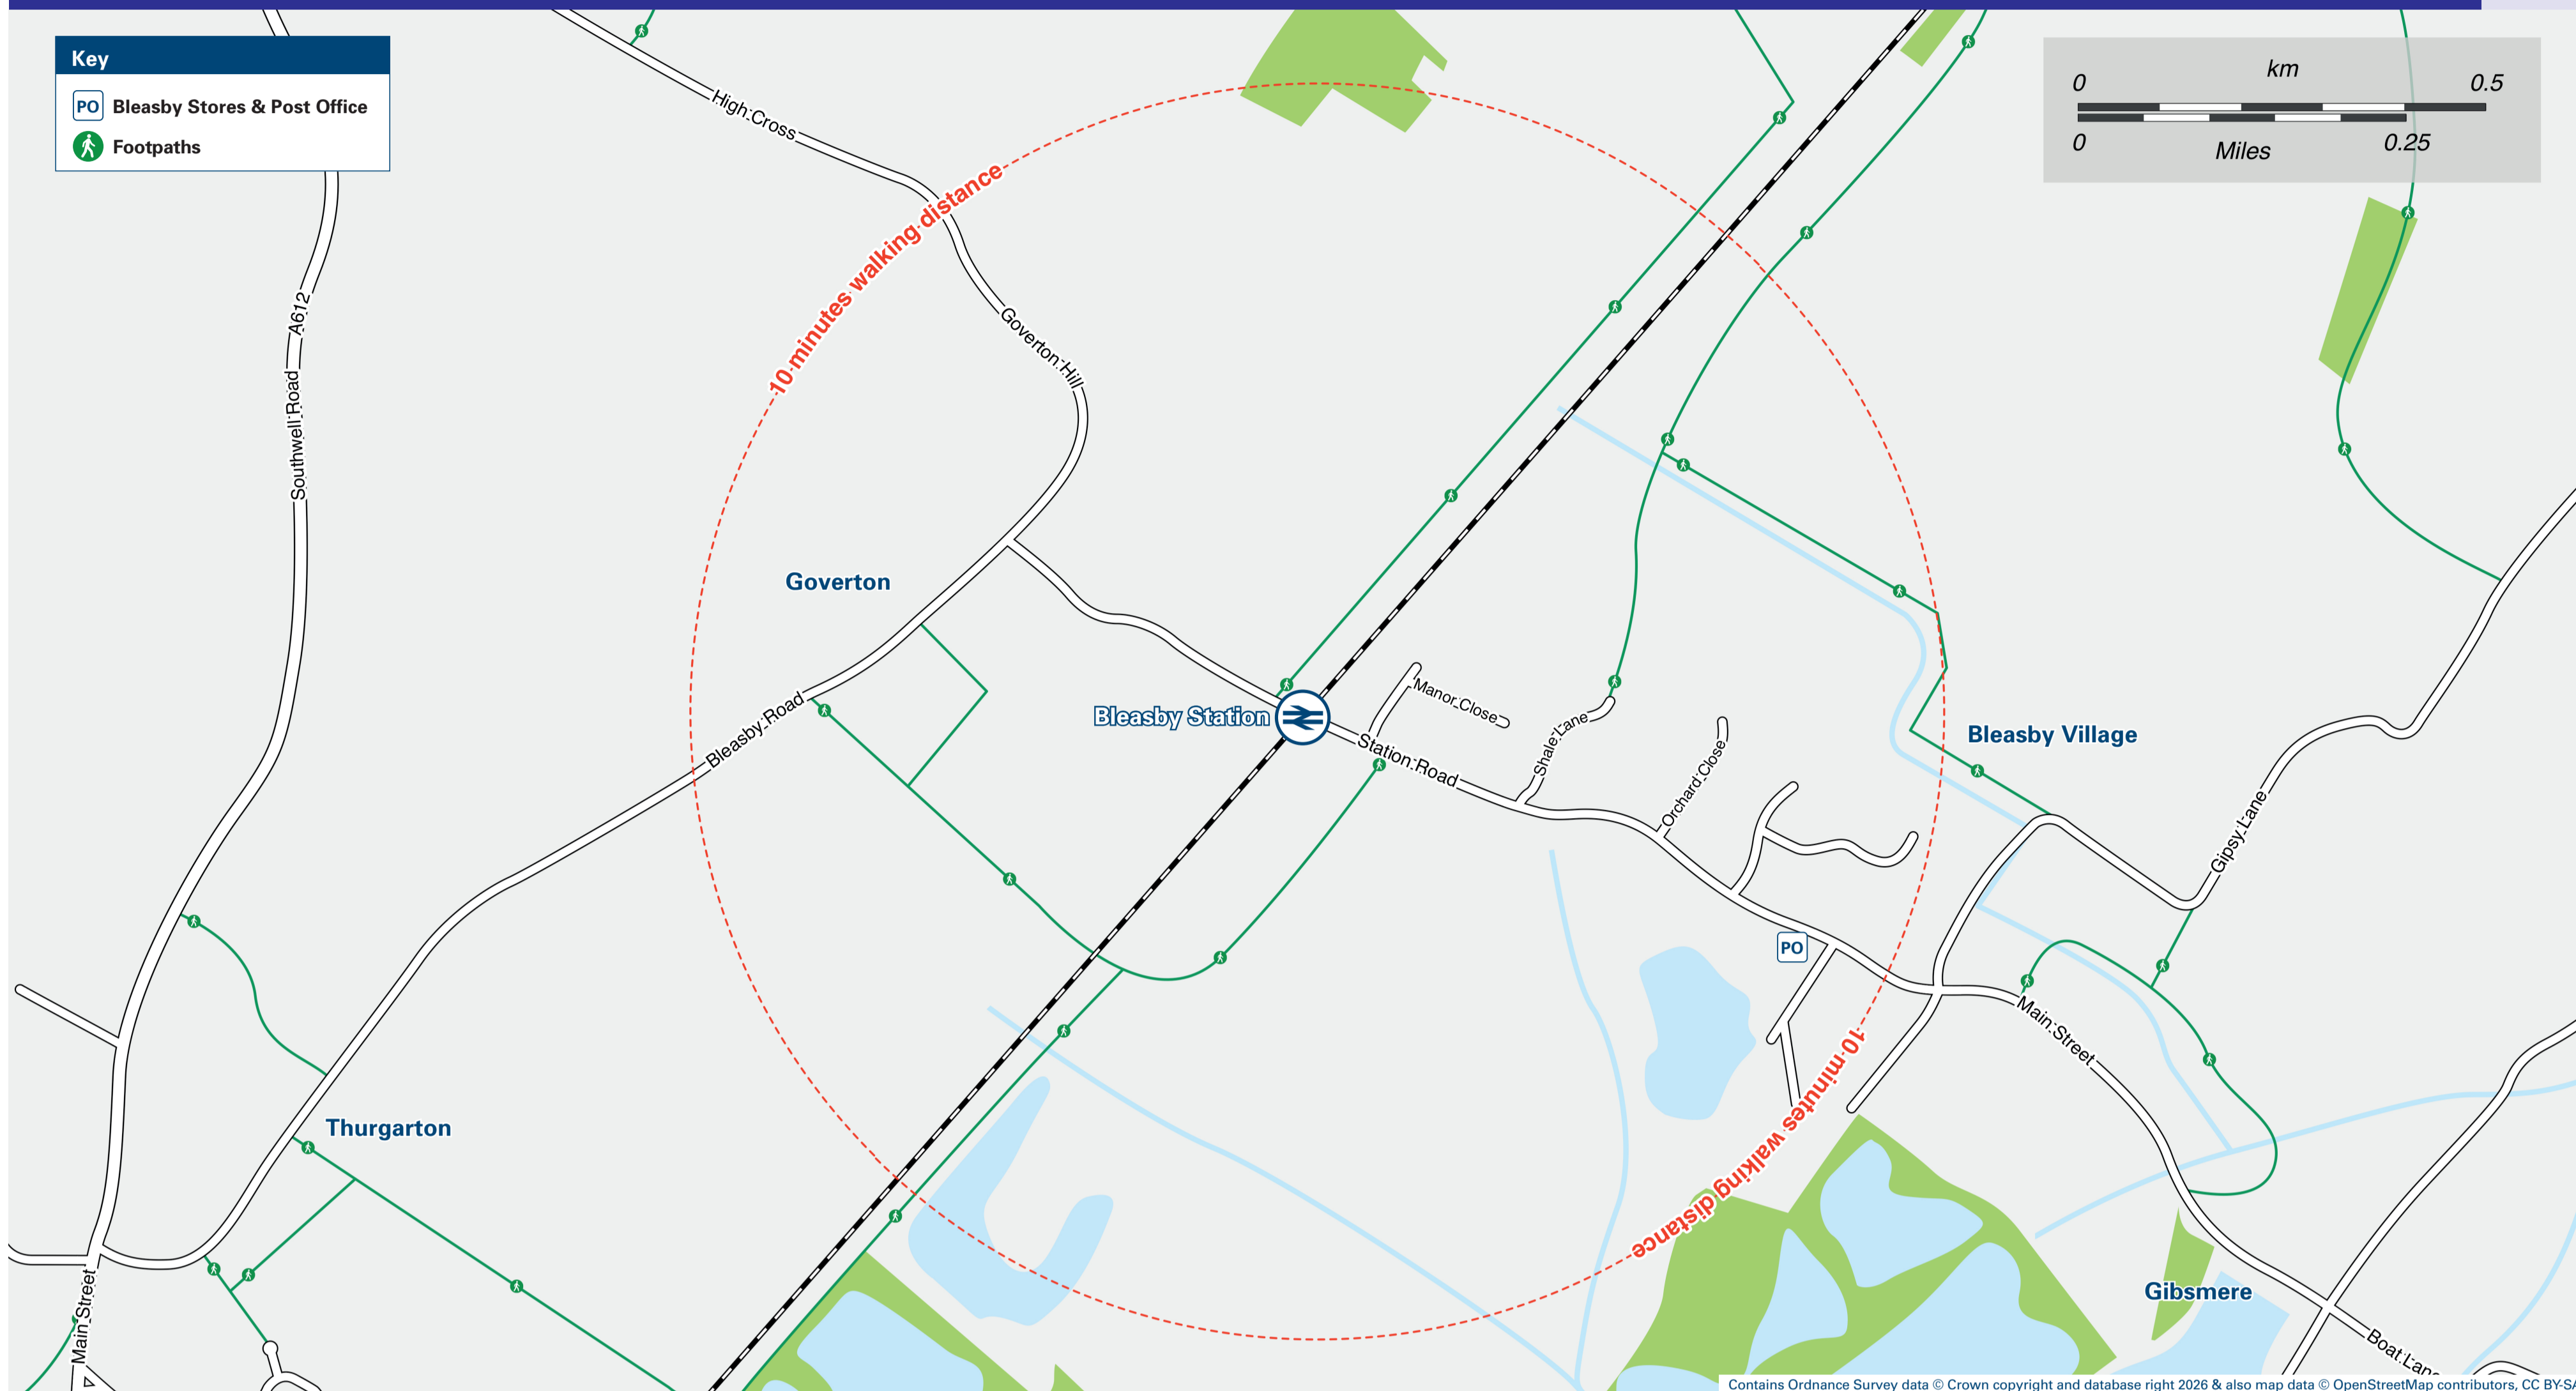 Key
PO Bleasby Stores & Post Office
Footpaths
km
0 0.5
0 0.25
Miles
High Cross
10 minutes walking distance
A612
Southwell Road
Goverton Hill
Goverton
Bleasby Road
Bleasby Station
Manor Close
Station Road
Shale Lane
Orchard Close
Bleasby Village
Gipsy Lane
PO
Main Street
10 minutes walking distance
Thurgarton
Main Street
Gibsmere
Boat Lane
Contains Ordnance Survey data © Crown copyright and database right 2026 & also map data © OpenStreetMap contributors, CC BY-SA